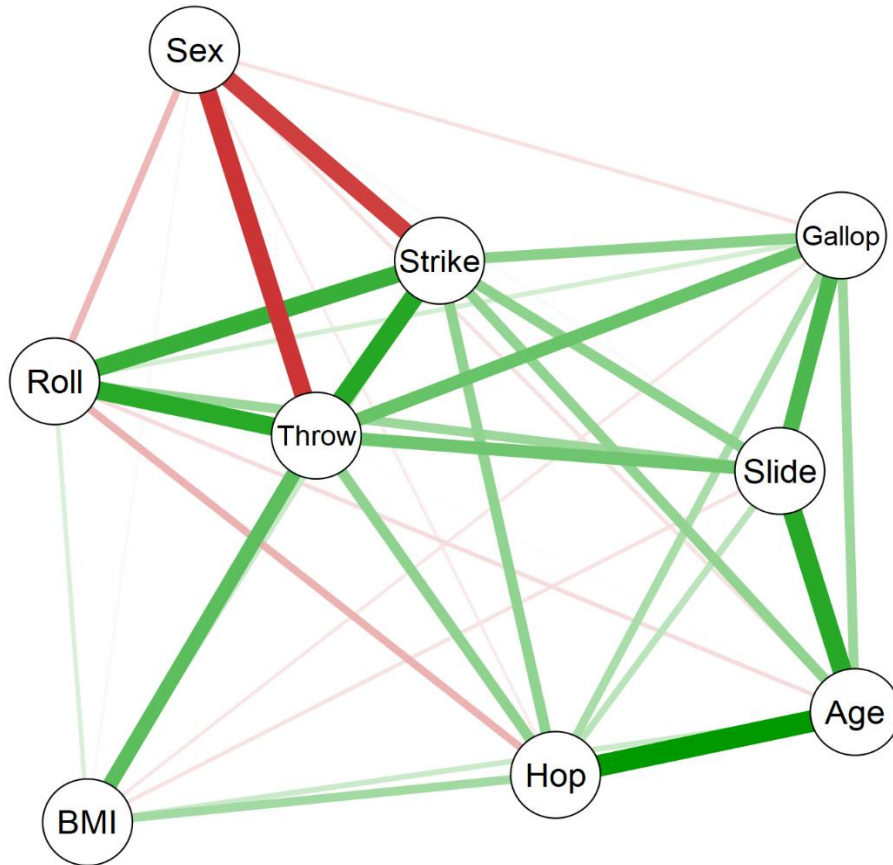 Sex
Gallop
Strike
Roll
Throw
Slide
Age
Hop
BMI